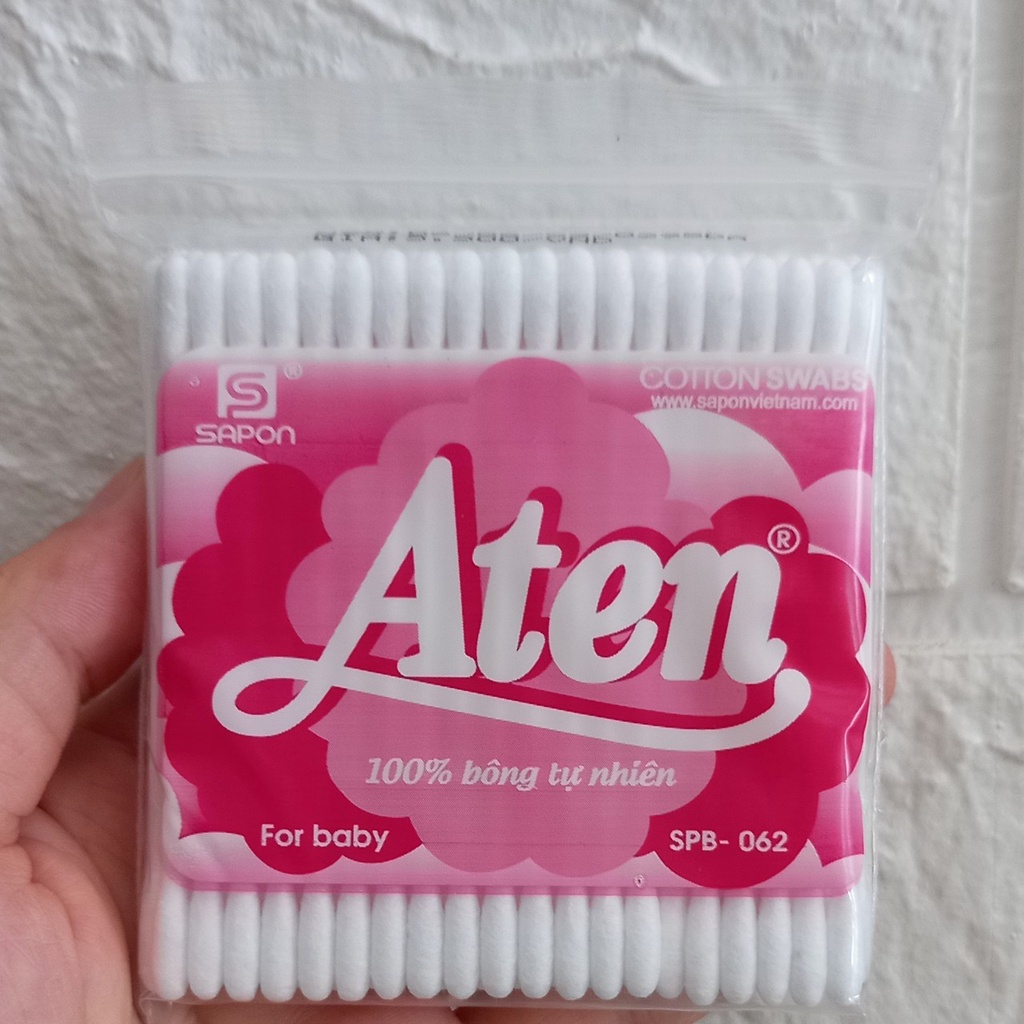 SAPON
COTTON SWABS
www.saponvietnam.com
Aten®
100% bông tự nhiên
For baby
SPB- 062